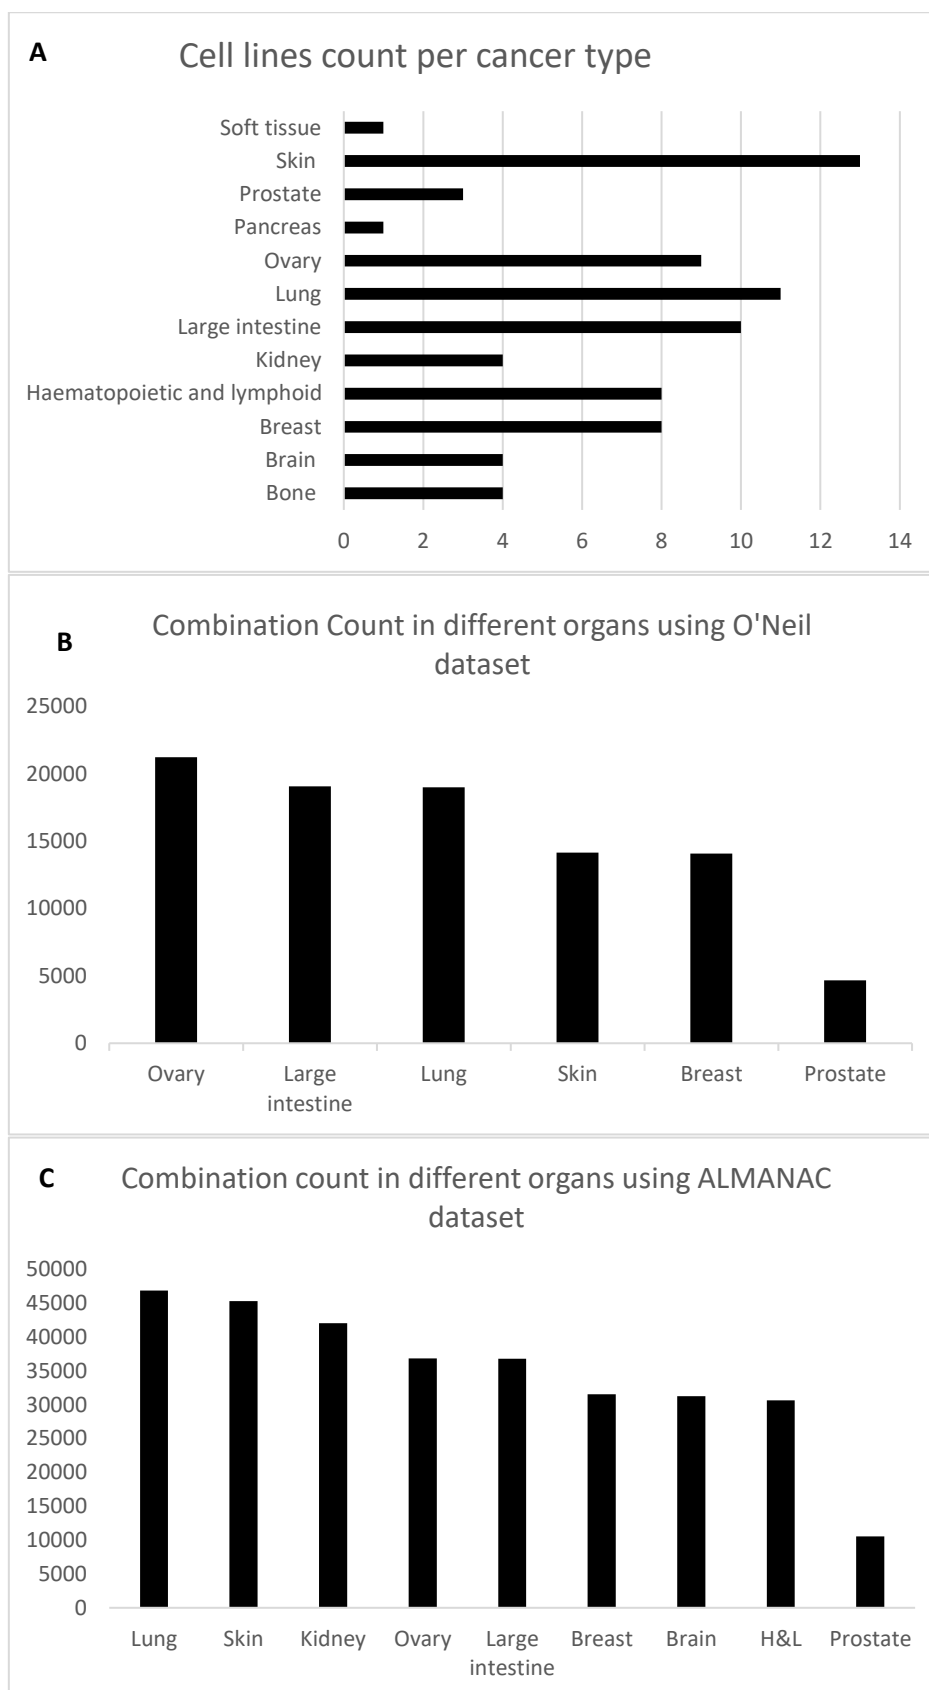 A
Cell lines count per cancer type
Soft tissue
Skin
Prostate
Pancreas
Ovary
Lung
Large intestine
Kidney
Haematopoietic and lymphoid
Breast
Brain
Bone
0 2 4 6 8 10 12 14
B
Combination Count in different organs using O'Neil
dataset
25000
20000
15000
10000
5000
0
Ovary Large Lung Skin Breast Prostate
intestine
C
Combination count in different organs using ALMANAC
dataset
50000
45000
40000
35000
30000
25000
20000
15000
10000
5000
0
Lung Skin Kidney Ovary Large Breast Brain H&L Prostate
intestine